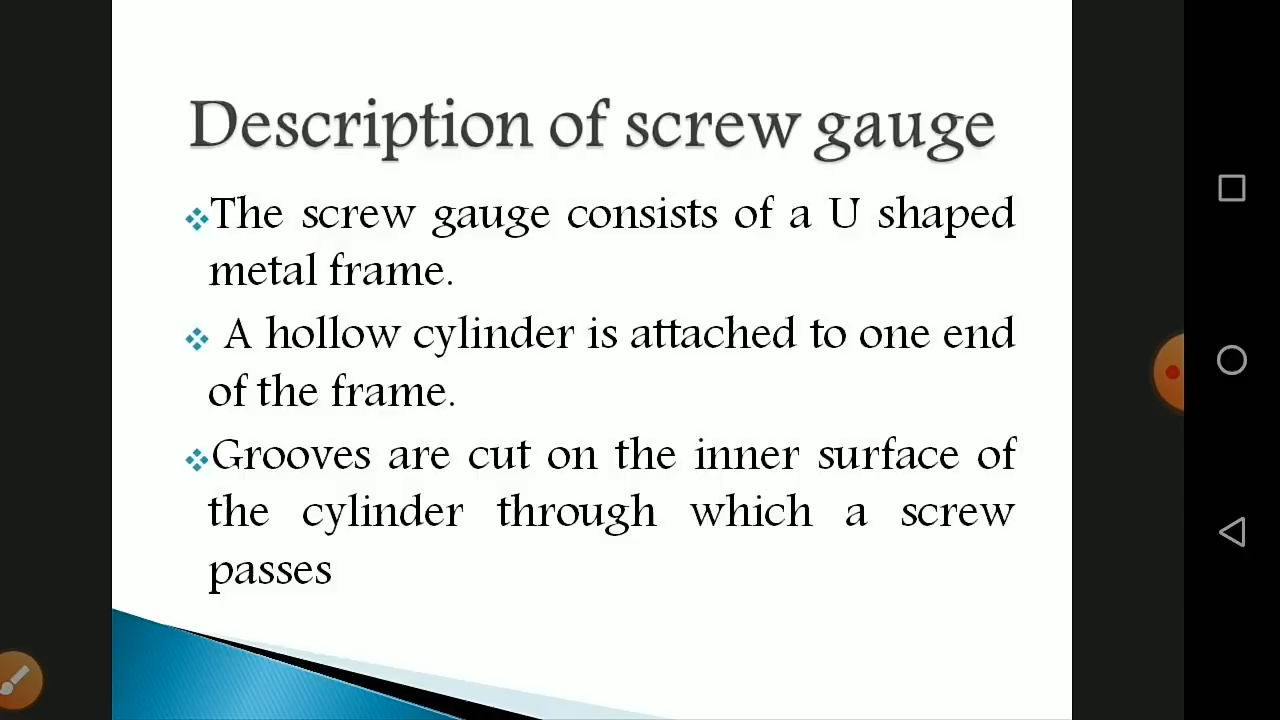 Description of screw gauge
The screw gauge consists of a U shaped
metal frame.
A hollow cylinder is attached to one end
of the frame.
Grooves are cut on the inner surface of
the cylinder through which a screw
passes